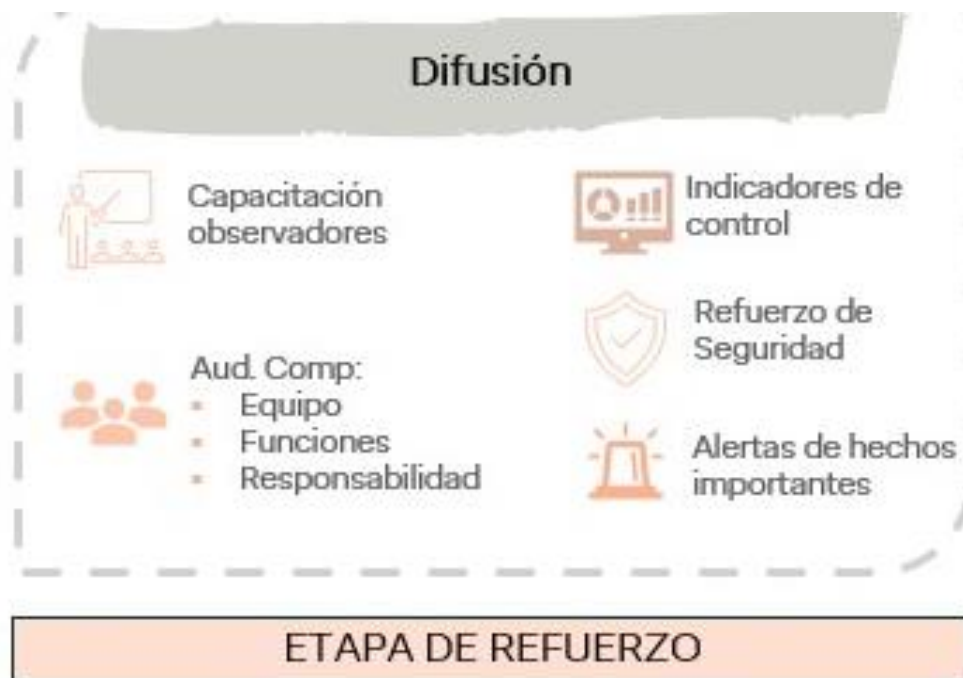 Difusión
Capacitación
observadores
Aud. Comp:
▪ Equipo
▪ Funciones
▪ Responsabilidad
Indicadores de
control
Refuerzo de
Seguridad
Alertas de hechos
importantes
ETAPA DE REFUERZO